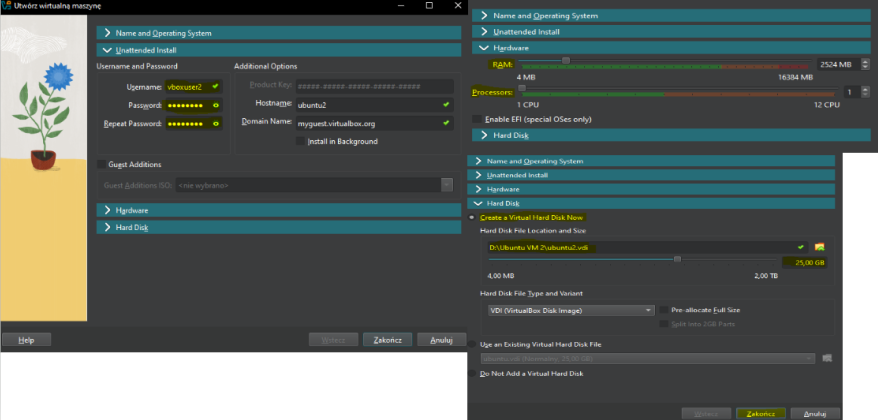 Utwórz wirtualną maszynę
Name and Operating System
Unattended Install
Username and Password
Additional Options
Username: vboxuser2
Product Key: #####-#####-#####-#####-#####
Password: ●●●●●●●●
Hostname: ubuntu2
Repeat Password: ●●●●●●●●
Domain Name: myguest.virtualbox.org
Install in Background
Guest Additions
Guest Additions ISO: <nie wybrano>
Hardware
Hard Disk
Help
Wstecz
Zakończ
Anuluj
Name and Operating System
Unattended Install
Hardware
RAM: 2524 MB
4 MB 16384 MB
Processors: 1
1 CPU 12 CPU
Enable EFI (special OSes only)
Hard Disk
Name and Operating System
Unattended Install
Hardware
Hard Disk
Create a Virtual Hard Disk Now
Hard Disk File Location and Size
D:\Ubuntu VM 2\ubuntu2.vdi
25,00 GB
4,00 MB 2,00 TB
Hard Disk File Type and Variant
VDI (VirtualBox Disk Image)
Pre-allocate Full Size
Split Into 2GB Parts
Use an Existing Virtual Hard Disk File
ubuntu.vdi (Normalny, 25,00 GB)
Do Not Add a Virtual Hard Disk
Wstecz
Zakończ
Anuluj